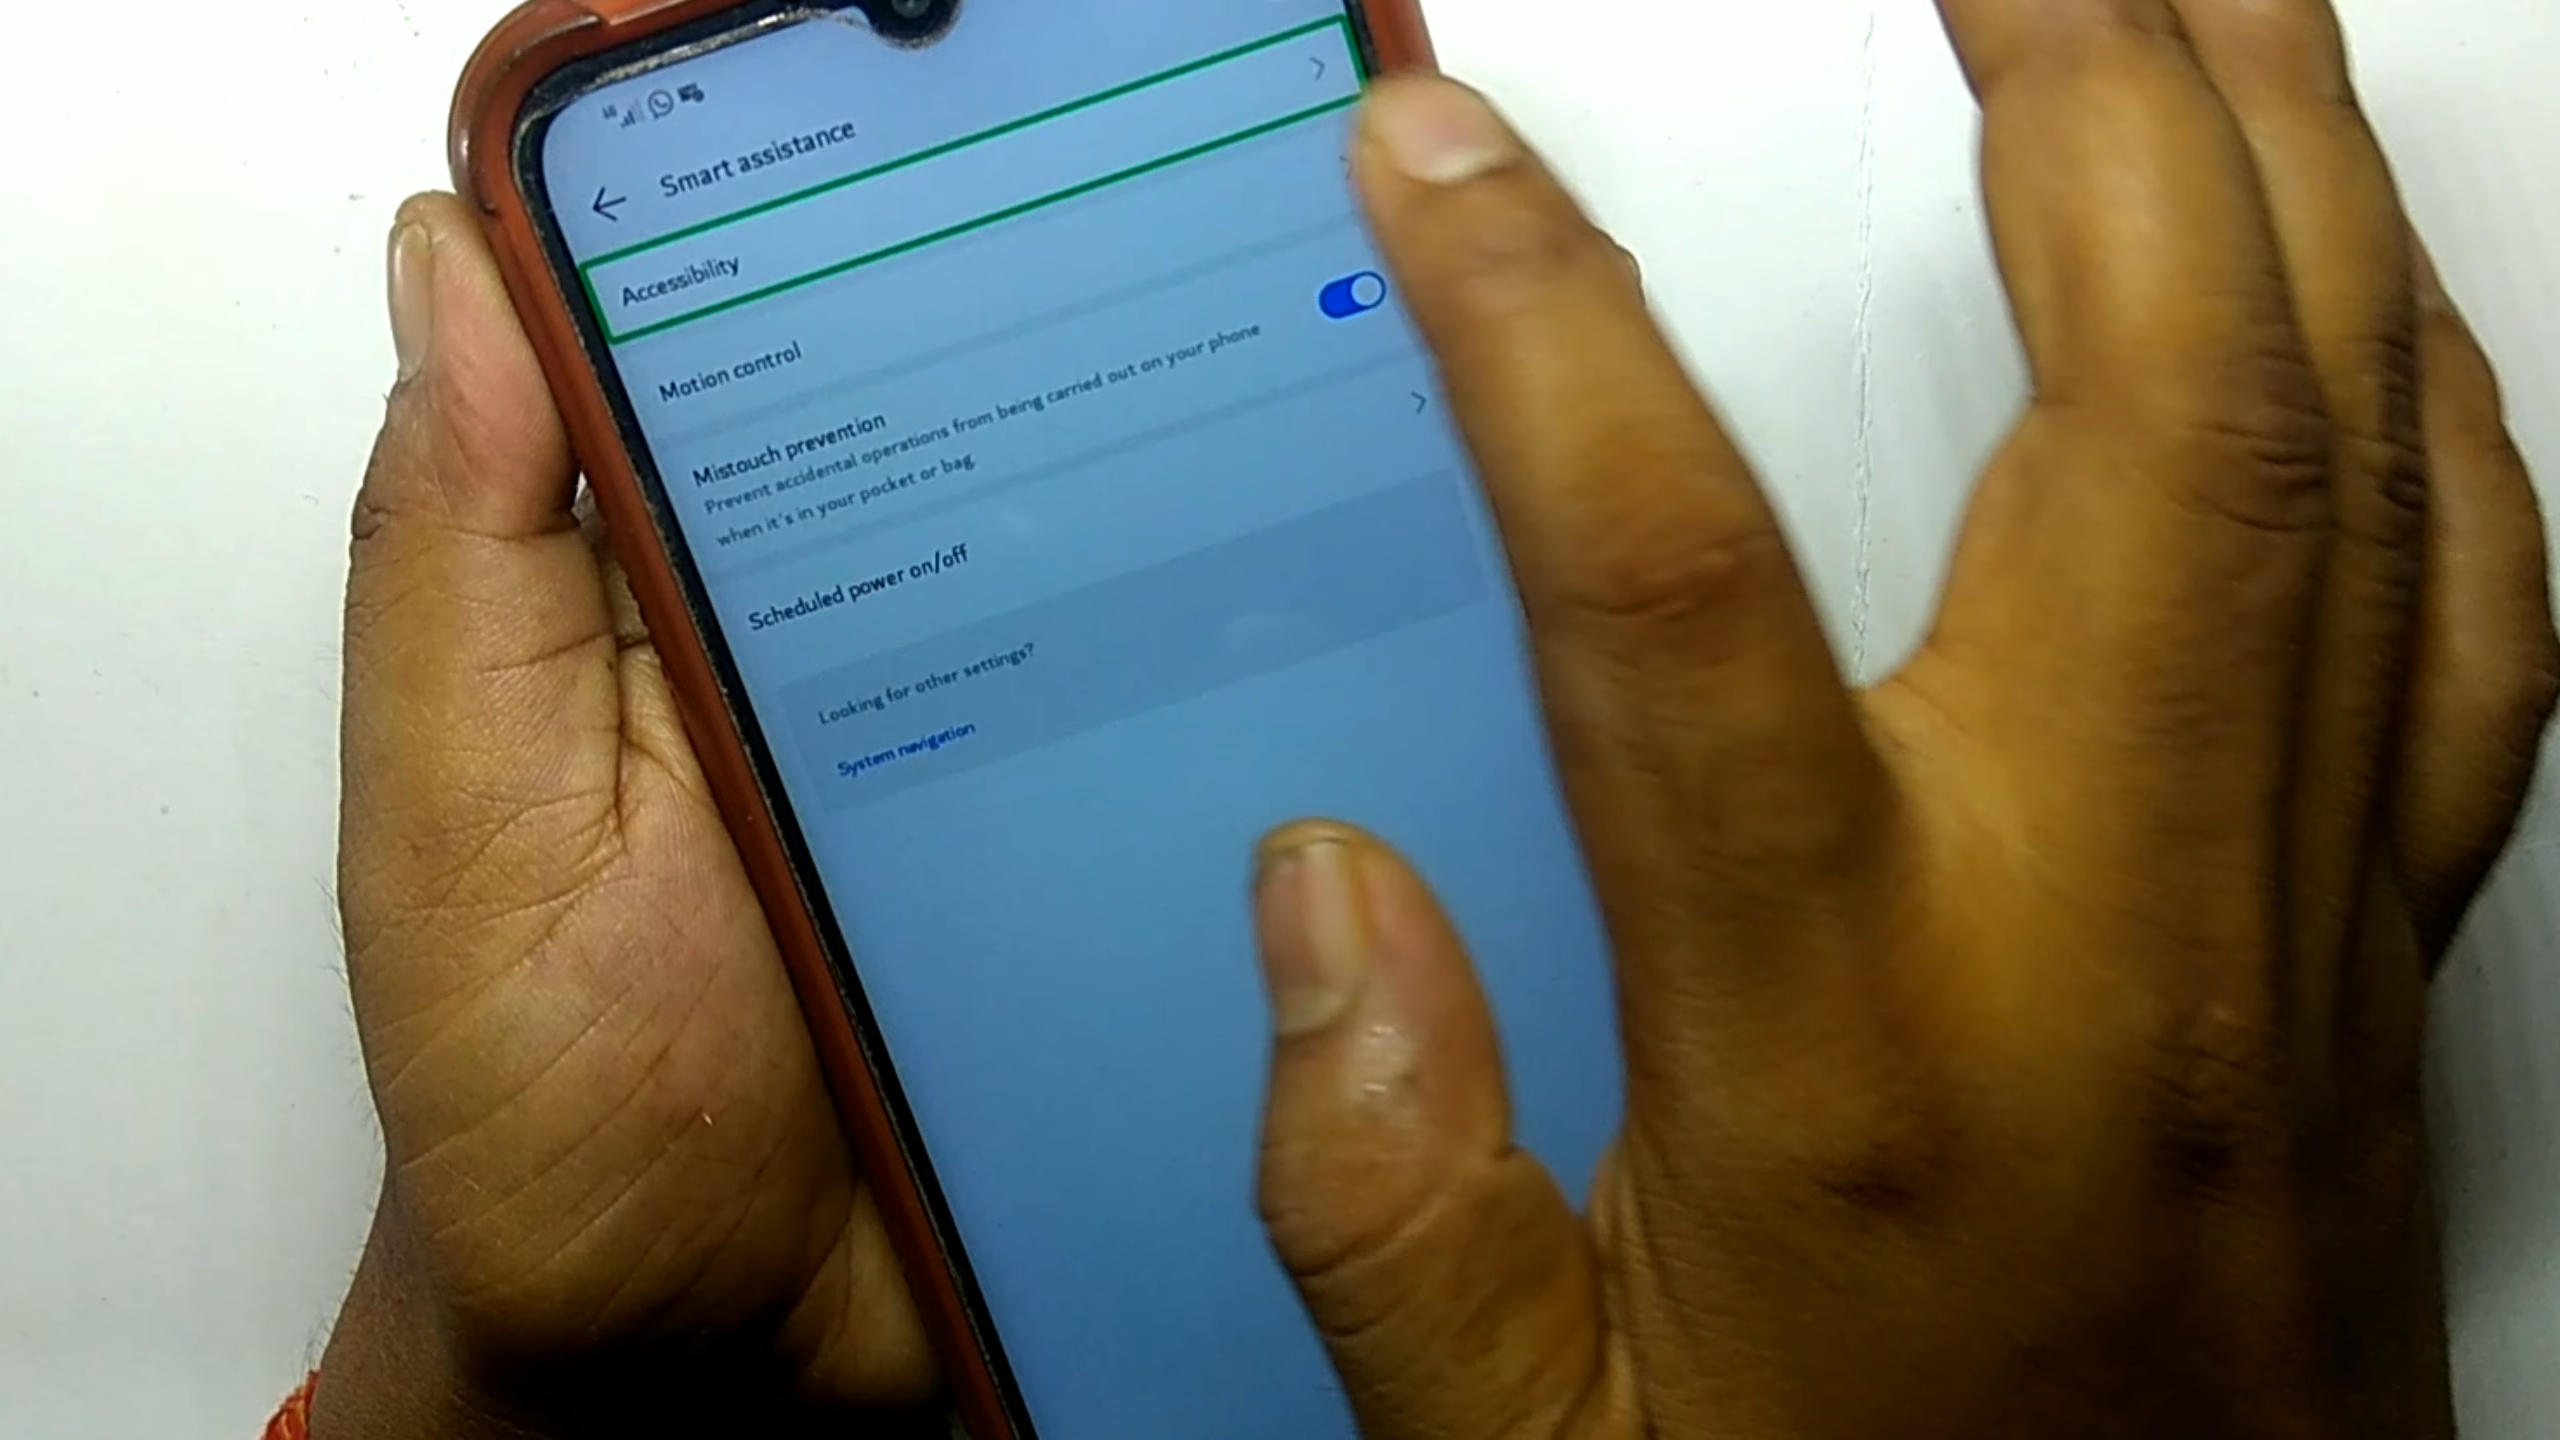 Smart assistance
Accessibility
Motion control
Mistouch prevention
Prevent accidental operations from being carried out on your phone
when it's in your pocket or bag.
Scheduled power on/off
Looking for other settings?
System navigation